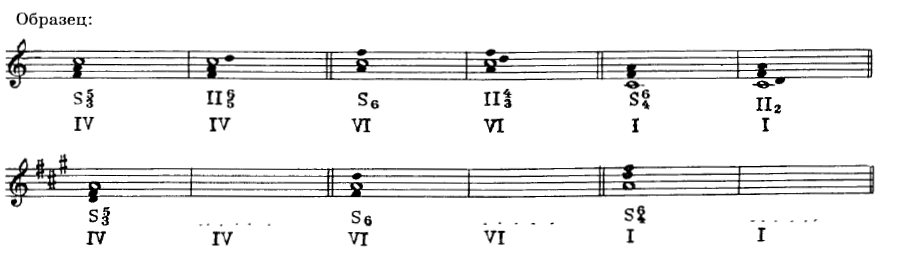 Образец:
S⁵₃ II⁶₅ S₆ II⁴₃ S⁶₄ II₂
IV IV VI VI I I
S⁵₃ ....... S₆ ....... S⁶₄ .......
IV IV VI VI I I